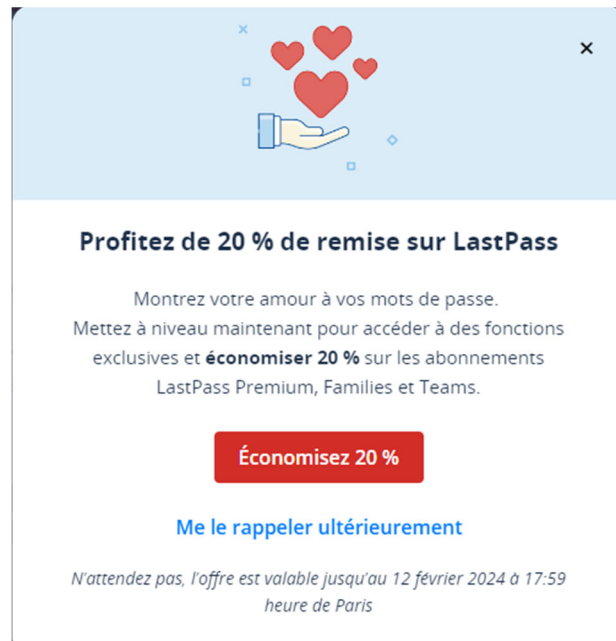 Profitez de 20 % de remise sur LastPass
Montrez votre amour à vos mots de passe.
Mettez à niveau maintenant pour accéder à des fonctions
exclusives et économiser 20 % sur les abonnements
LastPass Premium, Families et Teams.
Économisez 20 %
Me le rappeler ultérieurement
N'attendez pas, l'offre est valable jusqu'au 12 février 2024 à 17:59
heure de Paris